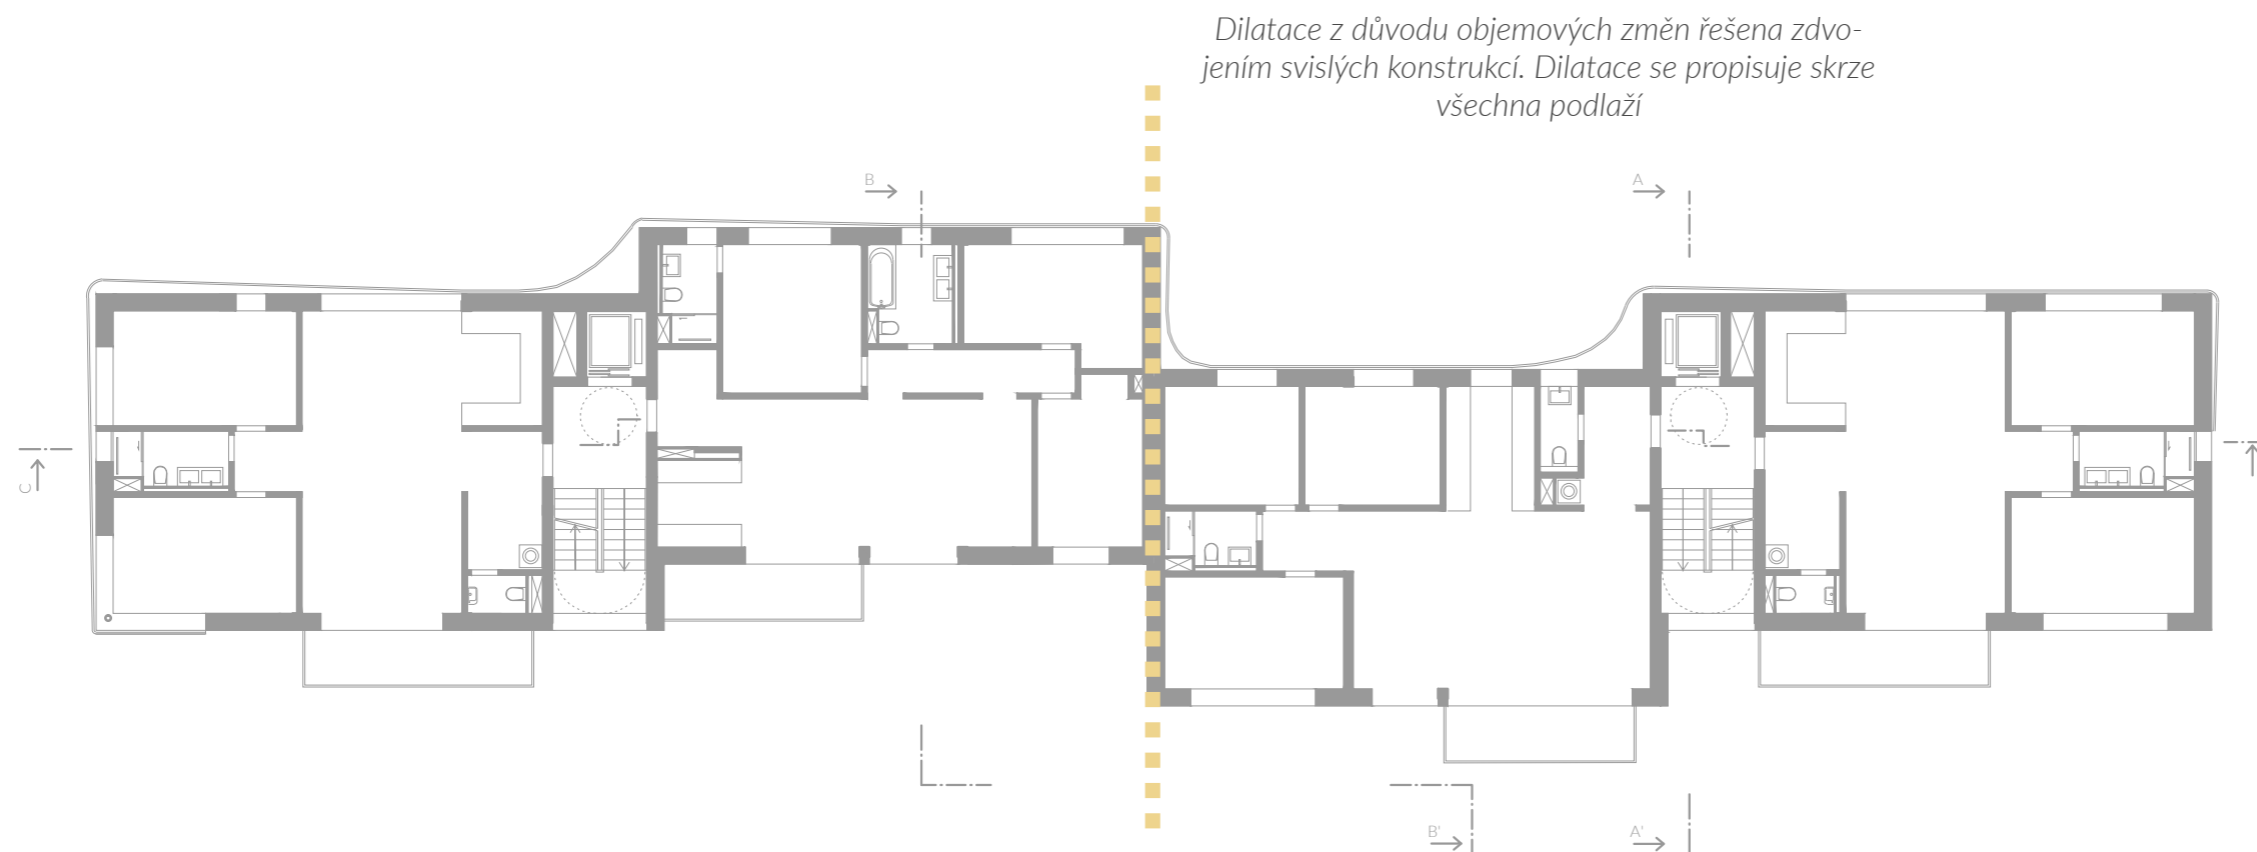 Dilatace z důvodu objemových změn řešena zdvo-
jením svislých konstrukcí. Dilatace se propisuje skrze
všechna podlaží
B
A
C
B'
A'